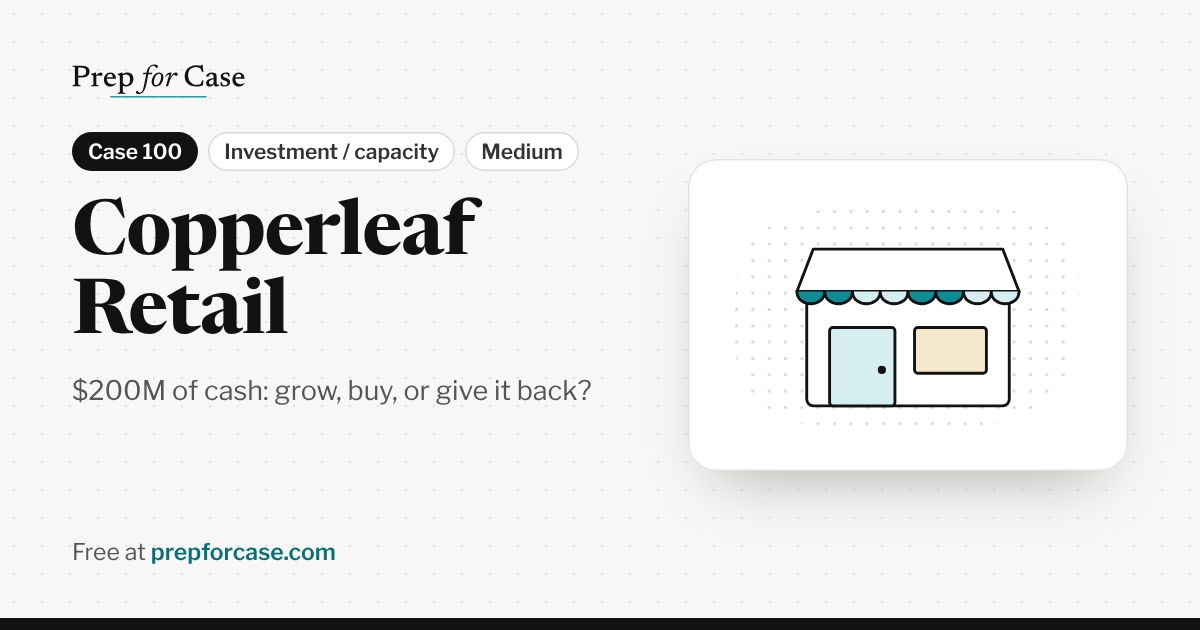 Prep for Case
Case 100 Investment / capacity Medium
Copperleaf
Retail
$200M of cash: grow, buy, or give it back?
Free at prepforcase.com